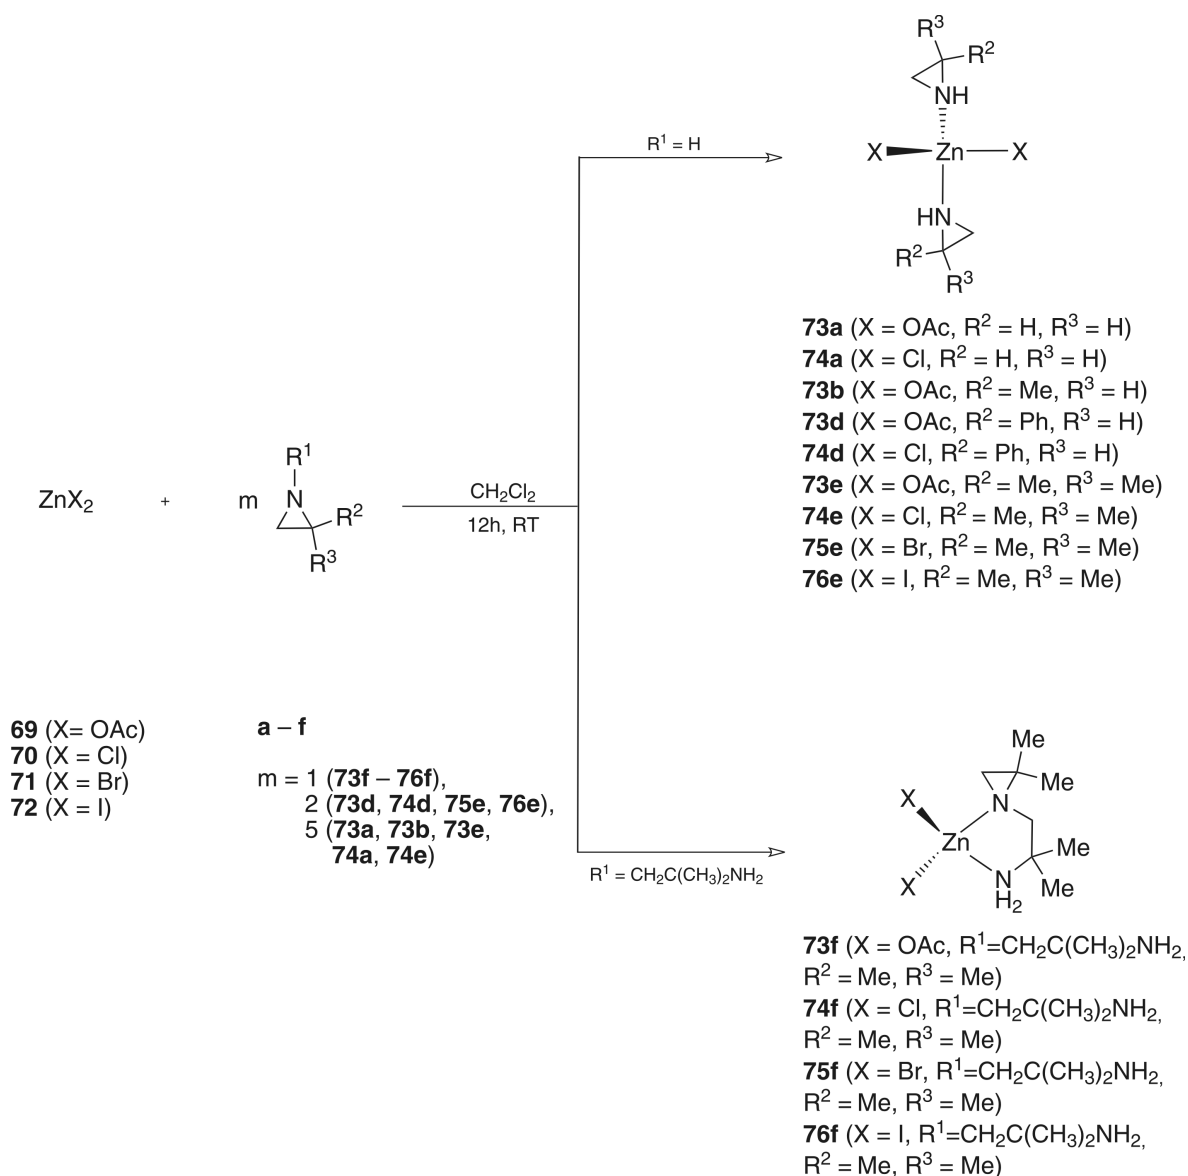 R³
R²
NH
R¹ = H
X Zn X
HN
R²
R³
73a (X = OAc, R² = H, R³ = H)
74a (X = Cl, R² = H, R³ = H)
73b (X = OAc, R² = Me, R³ = H)
73d (X = OAc, R² = Ph, R³ = H)
74d (X = Cl, R² = Ph, R³ = H)
73e (X = OAc, R² = Me, R³ = Me)
74e (X = Cl, R² = Me, R³ = Me)
75e (X = Br, R² = Me, R³ = Me)
76e (X = I, R² = Me, R³ = Me)
R¹
ZnX₂ + m N R²
R³
CH₂Cl₂
12h, RT
69 (X= OAc)
70 (X = Cl)
71 (X = Br)
72 (X = I)
a – f
m = 1 (73f – 76f),
2 (73d, 74d, 75e, 76e),
5 (73a, 73b, 73e,
74a, 74e)
R¹ = CH₂C(CH₃)₂NH₂
Me
Me
X N
Zn
Me
X N
H₂ Me
73f (X = OAc, R¹=CH₂C(CH₃)₂NH₂,
R² = Me, R³ = Me)
74f (X = Cl, R¹=CH₂C(CH₃)₂NH₂,
R² = Me, R³ = Me)
75f (X = Br, R¹=CH₂C(CH₃)₂NH₂,
R² = Me, R³ = Me)
76f (X = I, R¹=CH₂C(CH₃)₂NH₂,
R² = Me, R³ = Me)